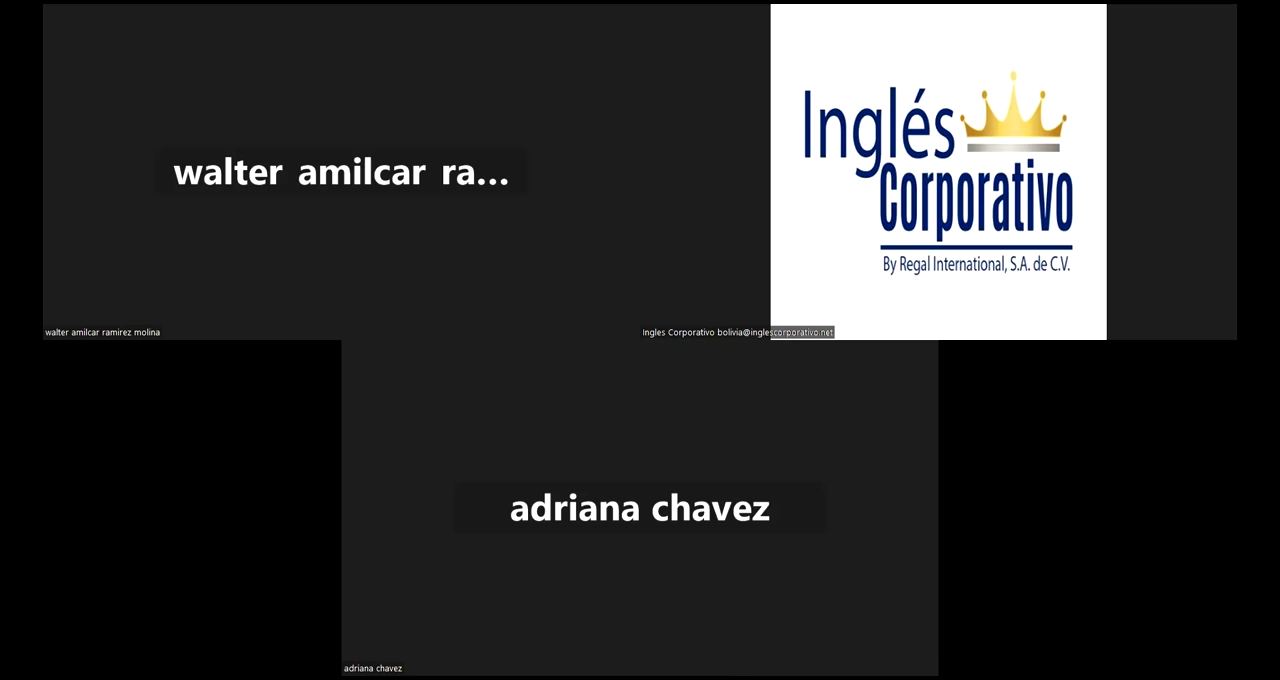 walter amilcar ra...
Inglés
Corporativo
By Regal International, S.A. de C.V.
walter amilcar ramirez molina
Ingles Corporativo bolivia@inglescorporativo.net
adriana chavez
adriana chavez